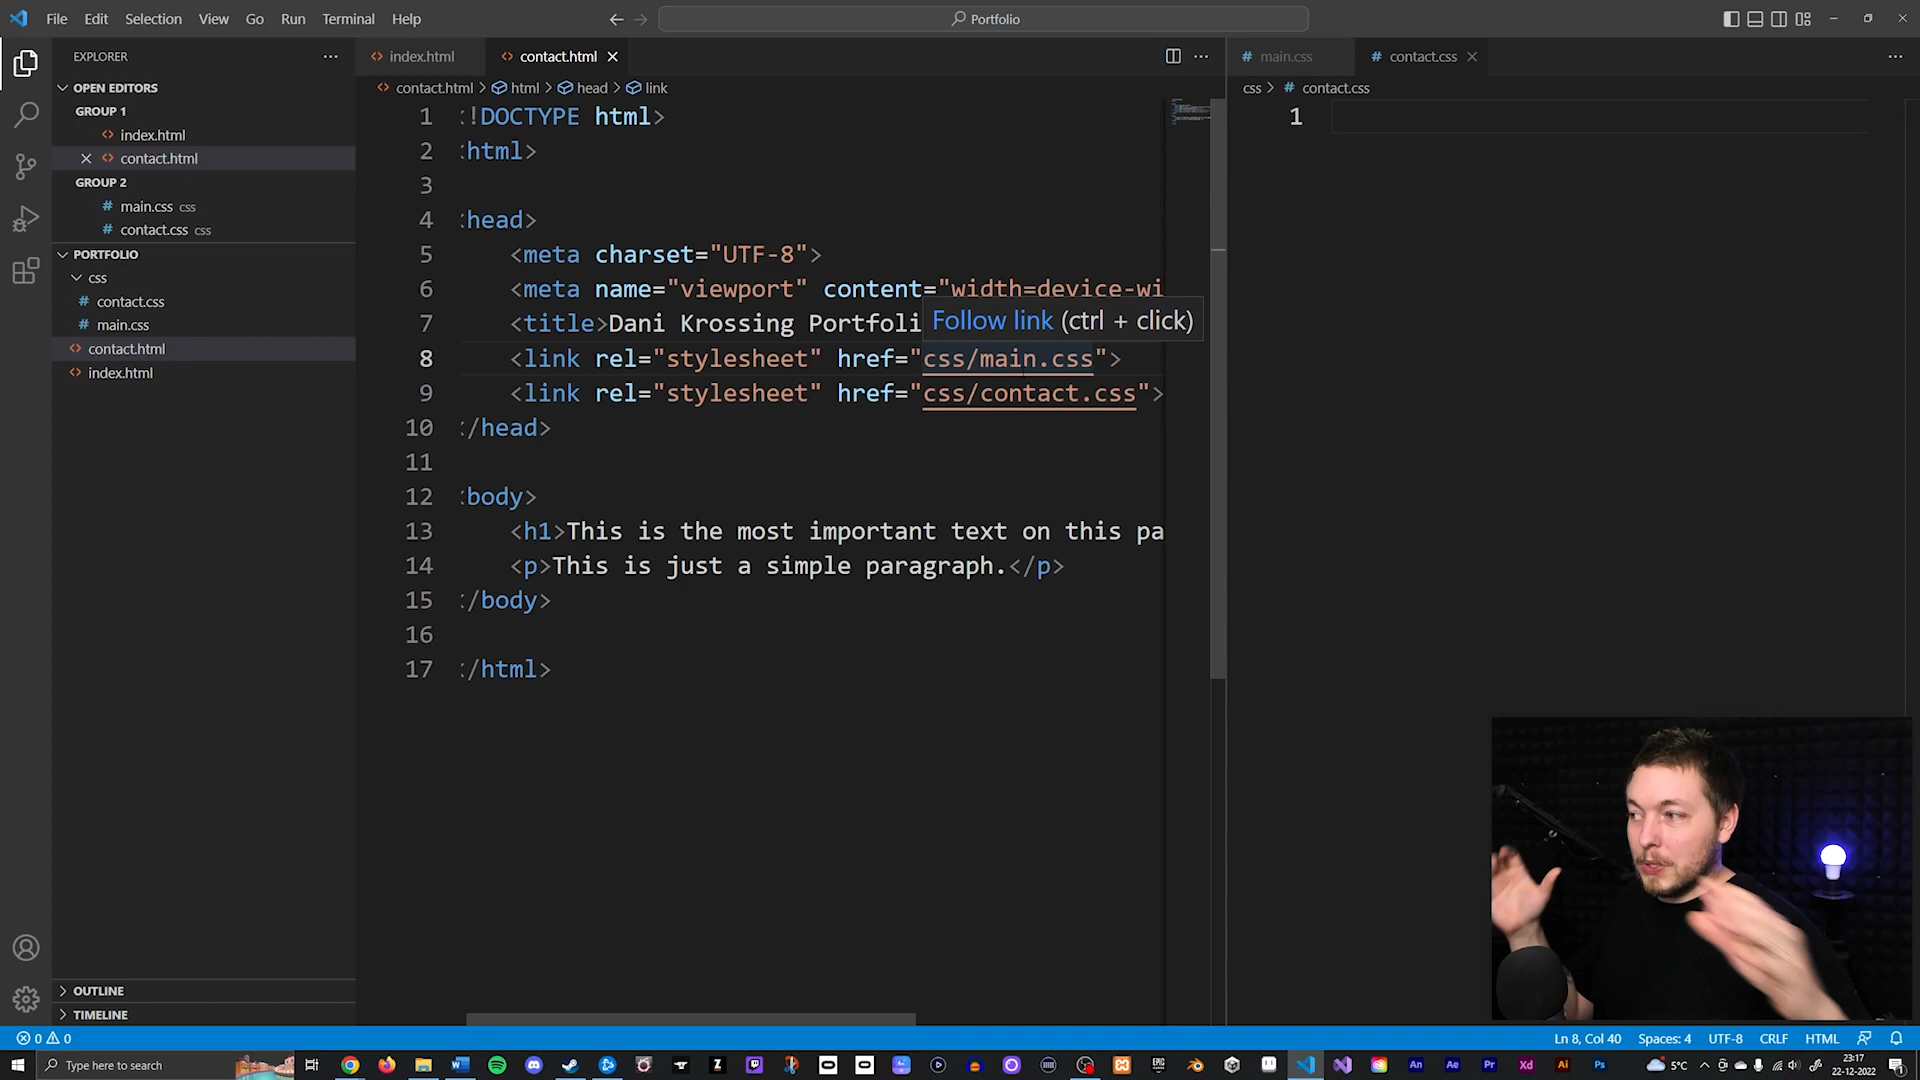 File Edit Selection View Go Run Terminal Help
Portfolio
EXPLORER
OPEN EDITORS
GROUP 1
index.html
contact.html
GROUP 2
main.css css
contact.css css
PORTFOLIO
css
contact.css
main.css
contact.html
index.html
OUTLINE
TIMELINE
index.html
contact.html
contact.html > html > head > link
1 !DOCTYPE html>
2 html>
3
4 head>
5 <meta charset="UTF-8">
6 <meta name="viewport" content="width=device-wi
7 <title>Dani Krossing Portfoli
Follow link (ctrl + click)
8 <link rel="stylesheet" href="css/main.css">
9 <link rel="stylesheet" href="css/contact.css">
10 /head>
11
12 body>
13 <h1>This is the most important text on this pa
14 <p>This is just a simple paragraph.</p>
15 /body>
16
17 /html>
# main.css
# contact.css
css > # contact.css
1
0 0
Ln 8, Col 40 Spaces: 4 UTF-8 CRLF HTML
Type here to search
5°C
23:17
22-12-2022